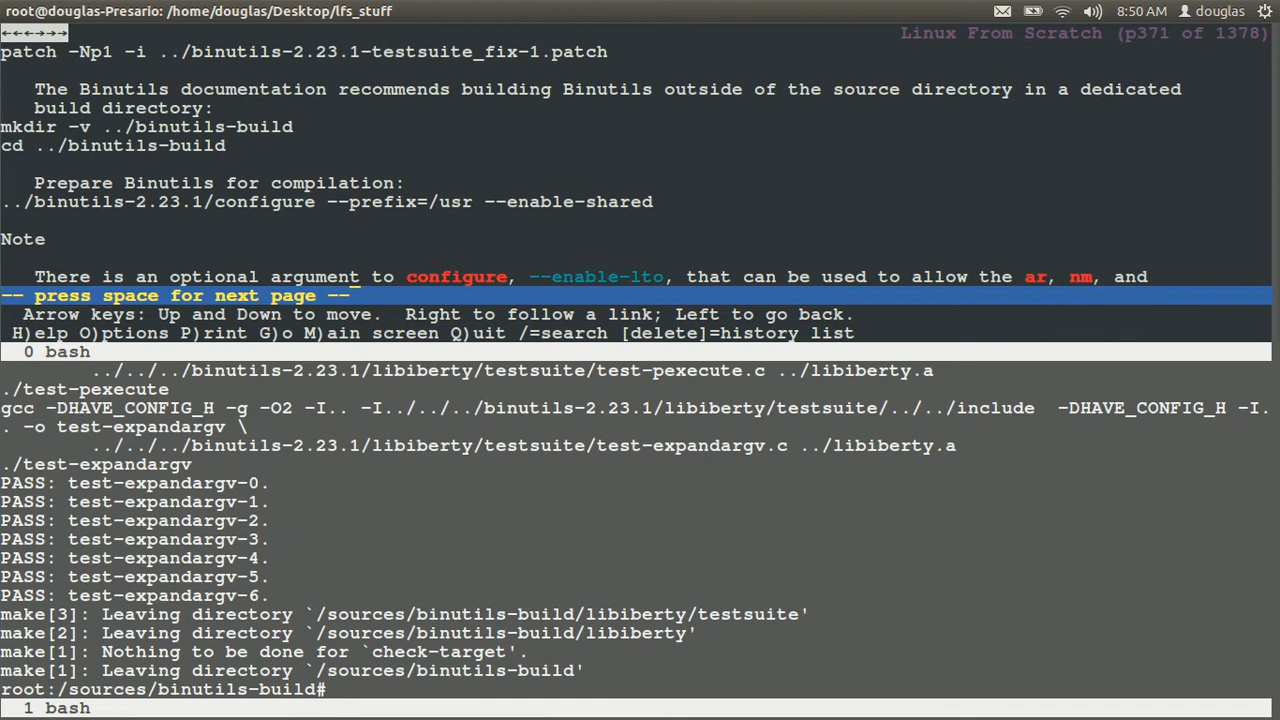 root@douglas-Presario: /home/douglas/Desktop/lfs_stuff
8:50 AM douglas
←←←→→→
Linux From Scratch (p371 of 1378)
patch -Np1 -i ../binutils-2.23.1-testsuite_fix-1.patch
The Binutils documentation recommends building Binutils outside of the source directory in a dedicated
build directory:
mkdir -v ../binutils-build
cd ../binutils-build
Prepare Binutils for compilation:
../binutils-2.23.1/configure --prefix=/usr --enable-shared
Note
There is an optional argument to configure, --enable-lto, that can be used to allow the ar, nm, and
-- press space for next page --
Arrow keys: Up and Down to move.  Right to follow a link; Left to go back.
H)elp O)ptions P)rint G)o M)ain screen Q)uit /=search [delete]=history list
0 bash
../../../binutils-2.23.1/libiberty/testsuite/test-pexecute.c ../libiberty.a
./test-pexecute
gcc -DHAVE_CONFIG_H -g -O2 -I.. -I../../../binutils-2.23.1/libiberty/testsuite/../../include  -DHAVE_CONFIG_H -I.
. -o test-expandargv \
../../../binutils-2.23.1/libiberty/testsuite/test-expandargv.c ../libiberty.a
./test-expandargv
PASS: test-expandargv-0.
PASS: test-expandargv-1.
PASS: test-expandargv-2.
PASS: test-expandargv-3.
PASS: test-expandargv-4.
PASS: test-expandargv-5.
PASS: test-expandargv-6.
make[3]: Leaving directory `/sources/binutils-build/libiberty/testsuite'
make[2]: Leaving directory `/sources/binutils-build/libiberty'
make[1]: Nothing to be done for `check-target'.
make[1]: Leaving directory `/sources/binutils-build'
root:/sources/binutils-build#
1 bash